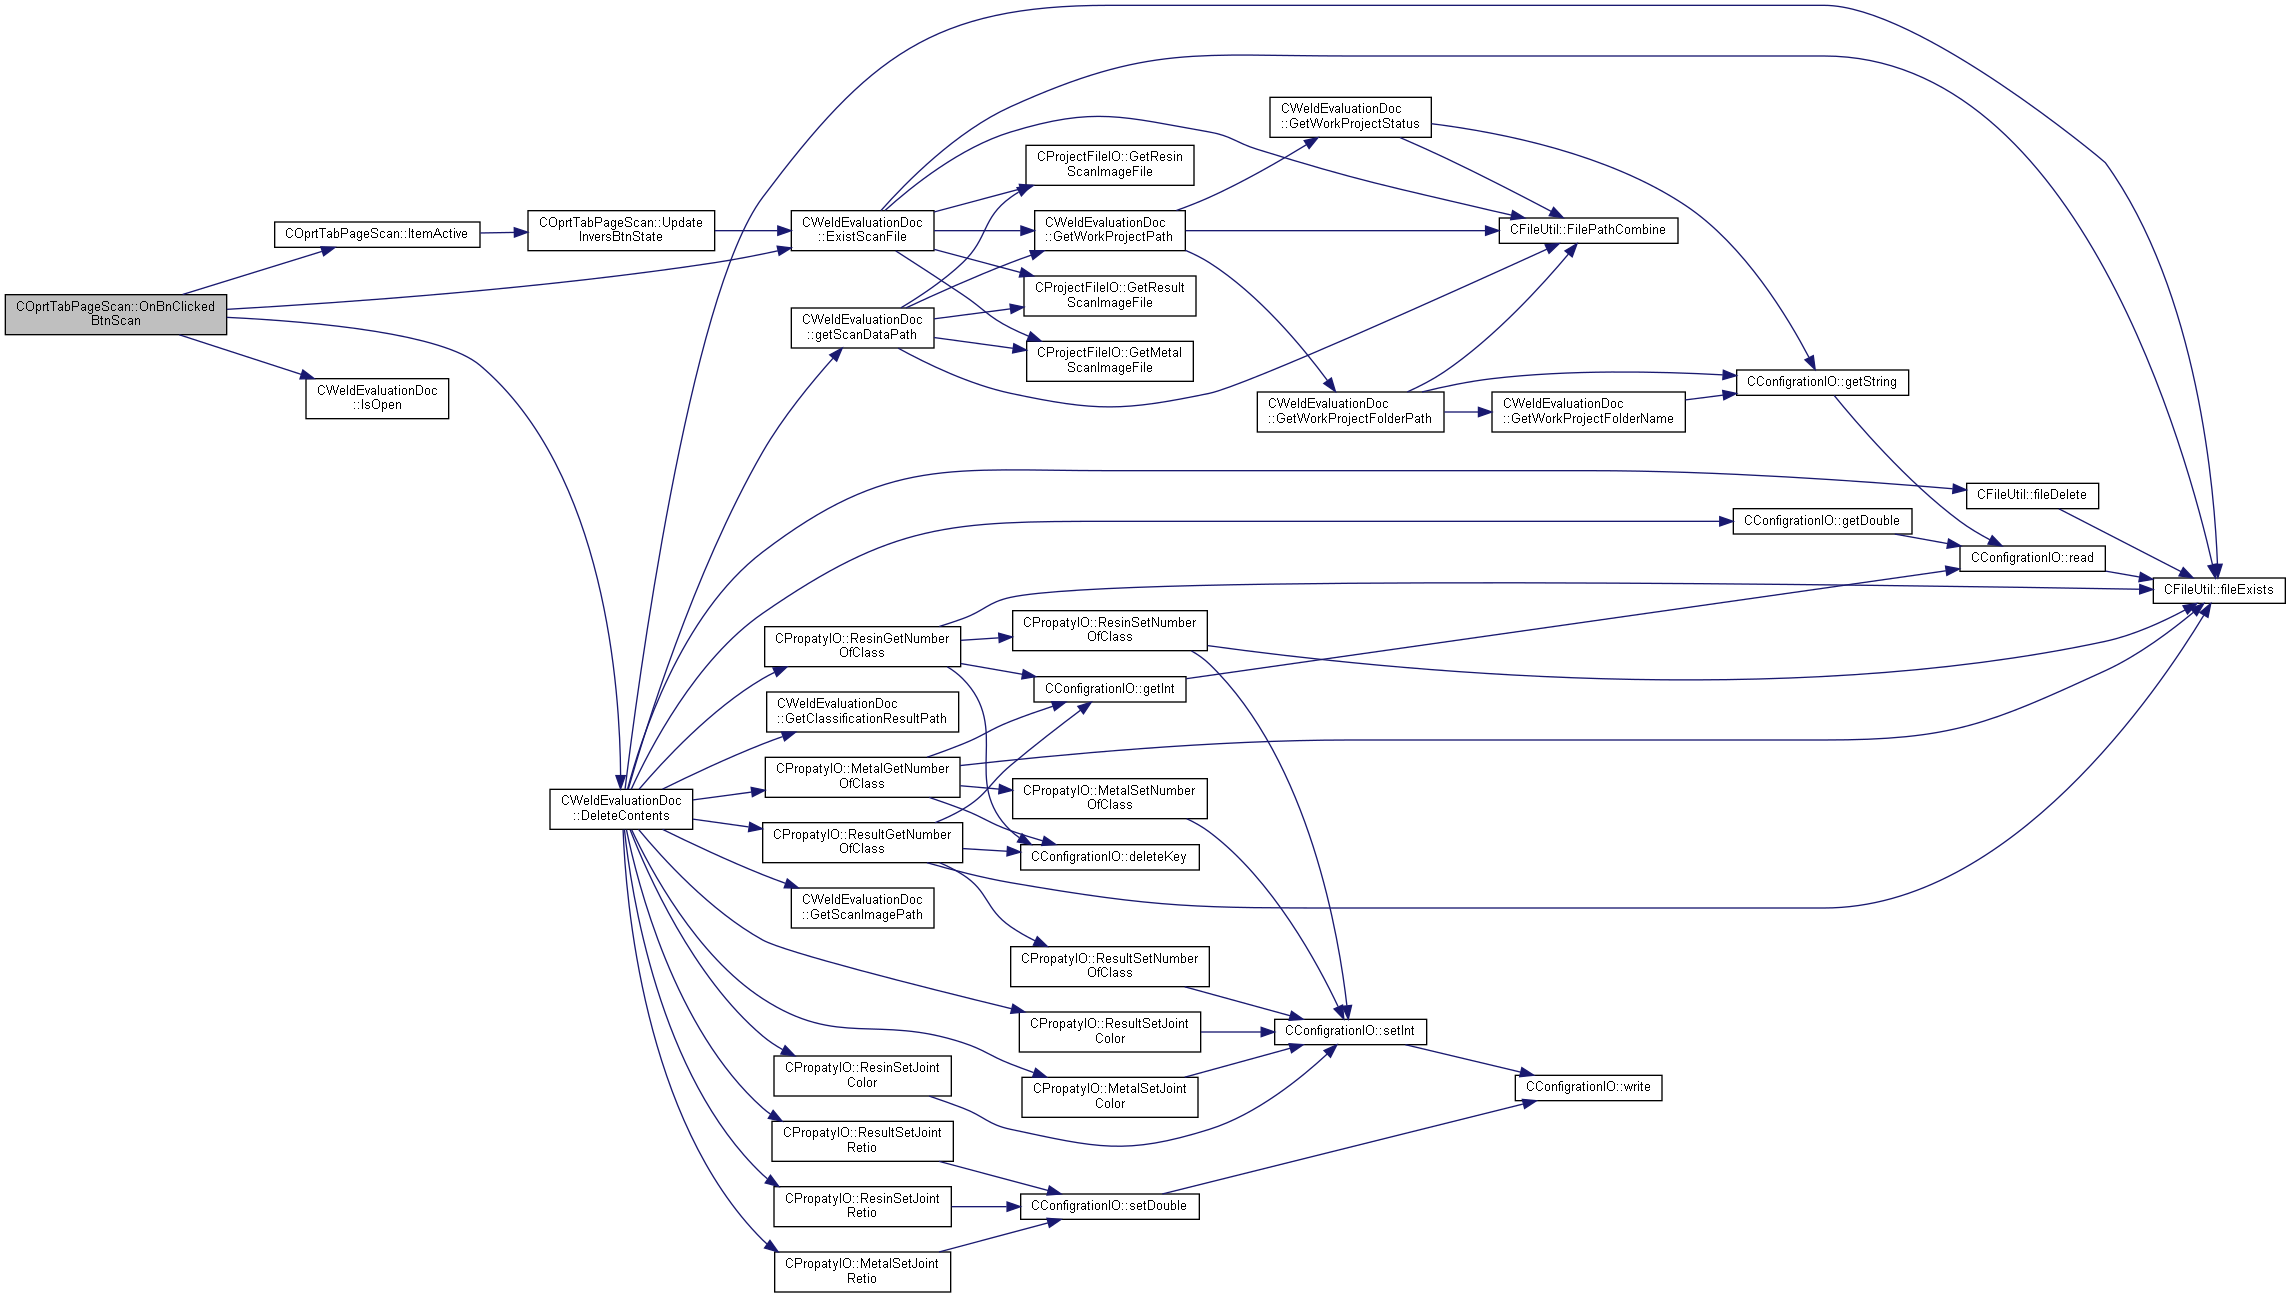 COprtTabPageScan::OnBnClicked
BtnScan
COprtTabPageScan::ItemActive
CWeldEvaluationDoc
::IsOpen
COprtTabPageScan::Update
InversBtnState
CWeldEvaluationDoc
::DeleteContents
CWeldEvaluationDoc
::ExistScanFile
CWeldEvaluationDoc
::getScanDataPath
CPropatyIO::ResinGetNumber
OfClass
CWeldEvaluationDoc
::GetClassificationResultPath
CPropatyIO::MetalGetNumber
OfClass
CPropatyIO::ResultGetNumber
OfClass
CWeldEvaluationDoc
::GetScanImagePath
CPropatyIO::ResinSetJoint
Color
CPropatyIO::ResultSetJoint
Retio
CPropatyIO::ResinSetJoint
Retio
CPropatyIO::MetalSetJoint
Retio
CProjectFileIO::GetResin
ScanImageFile
CWeldEvaluationDoc
::GetWorkProjectPath
CProjectFileIO::GetResult
ScanImageFile
CProjectFileIO::GetMetal
ScanImageFile
CPropatyIO::ResinSetNumber
OfClass
CConfigrationIO::getInt
CPropatyIO::MetalSetNumber
OfClass
CConfigrationIO::deleteKey
CPropatyIO::ResultSetNumber
OfClass
CPropatyIO::ResultSetJoint
Color
CPropatyIO::MetalSetJoint
Color
CConfigrationIO::setDouble
CWeldEvaluationDoc
::GetWorkProjectStatus
CWeldEvaluationDoc
::GetWorkProjectFolderPath
CConfigrationIO::setInt
CFileUtil::FilePathCombine
CWeldEvaluationDoc
::GetWorkProjectFolderName
CConfigrationIO::write
CConfigrationIO::getString
CConfigrationIO::getDouble
CFileUtil::fileDelete
CConfigrationIO::read
CFileUtil::fileExists